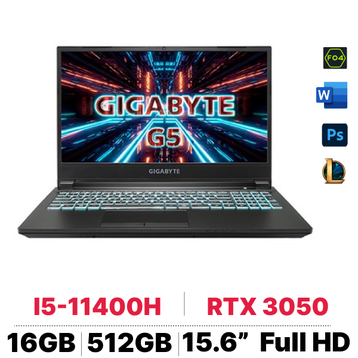 GIGABYTE
G5
GIGABYTE
FO4
W
Ps
L
I5-11400H RTX 3050
16GB 512GB 15.6” Full HD